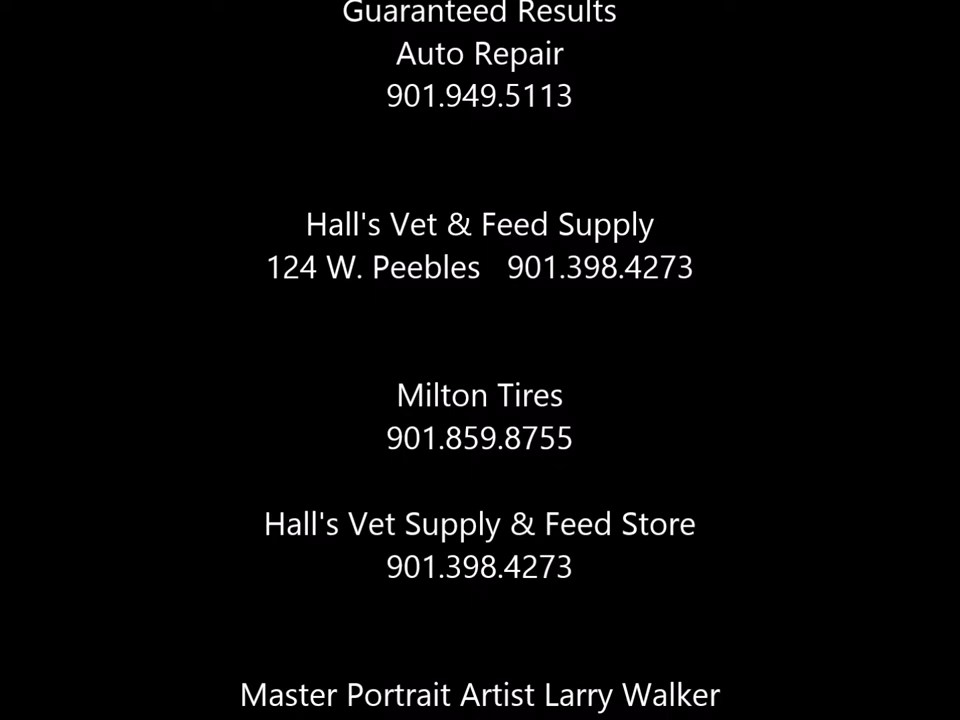 Guaranteed Results
Auto Repair
901.949.5113
Hall's Vet & Feed Supply
124 W. Peebles   901.398.4273
Milton Tires
901.859.8755
Hall's Vet Supply & Feed Store
901.398.4273
Master Portrait Artist Larry Walker